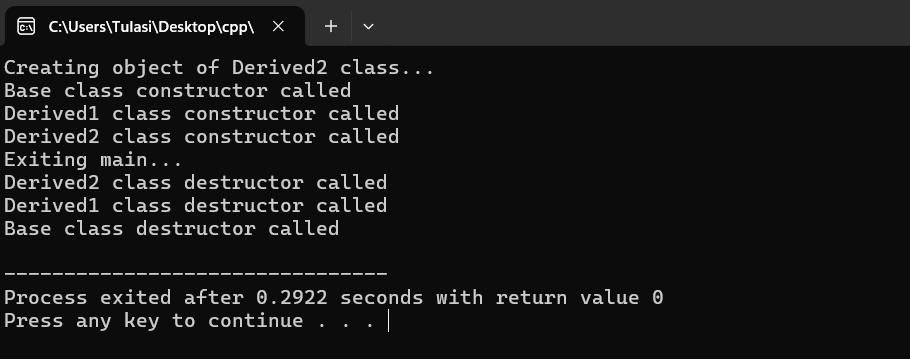 C:\Users\Tulasi\Desktop\cpp\
Creating object of Derived2 class...
Base class constructor called
Derived1 class constructor called
Derived2 class constructor called
Exiting main...
Derived2 class destructor called
Derived1 class destructor called
Base class destructor called
--------------------------------
Process exited after 0.2922 seconds with return value 0
Press any key to continue . . .